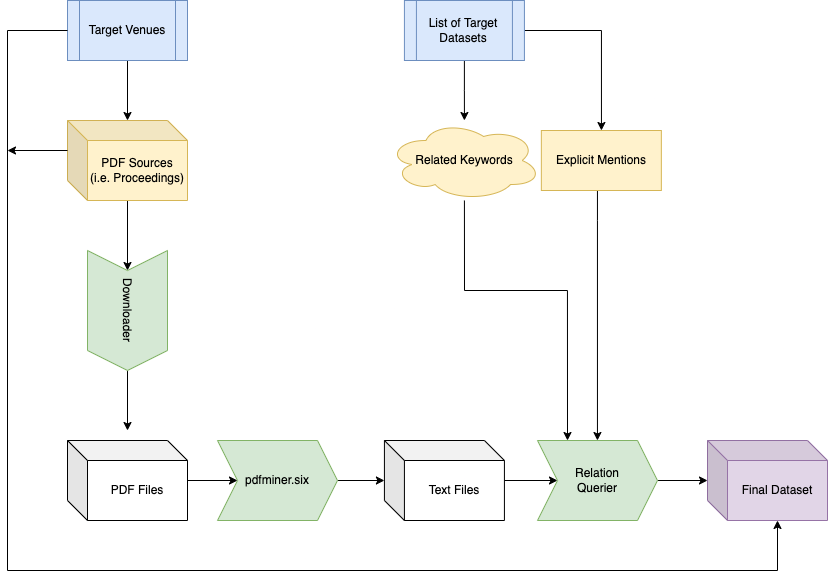 Target Venues
List of Target
Datasets
PDF Sources
(i.e. Proceedings)
Related Keywords
Explicit Mentions
Downloader
PDF Files
pdfminer.six
Text Files
Relation
Querier
Final Dataset